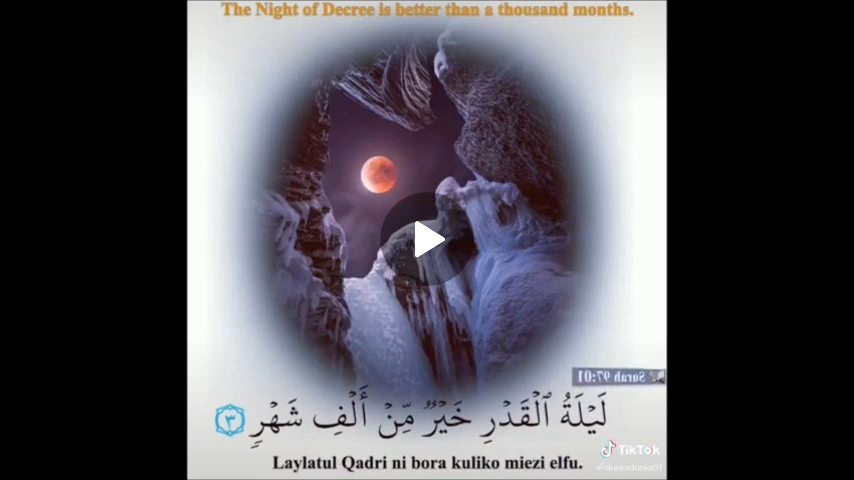 The Night of Decree is better than a thousand months.
Surah 97:01
لَيْلَةُ ٱلْقَدْرِ خَيْرٌ مِّنْ أَلْفِ شَهْرٍ ٣
TikTok
Laylatul Qadri ni bora kuliko miezi elfu.